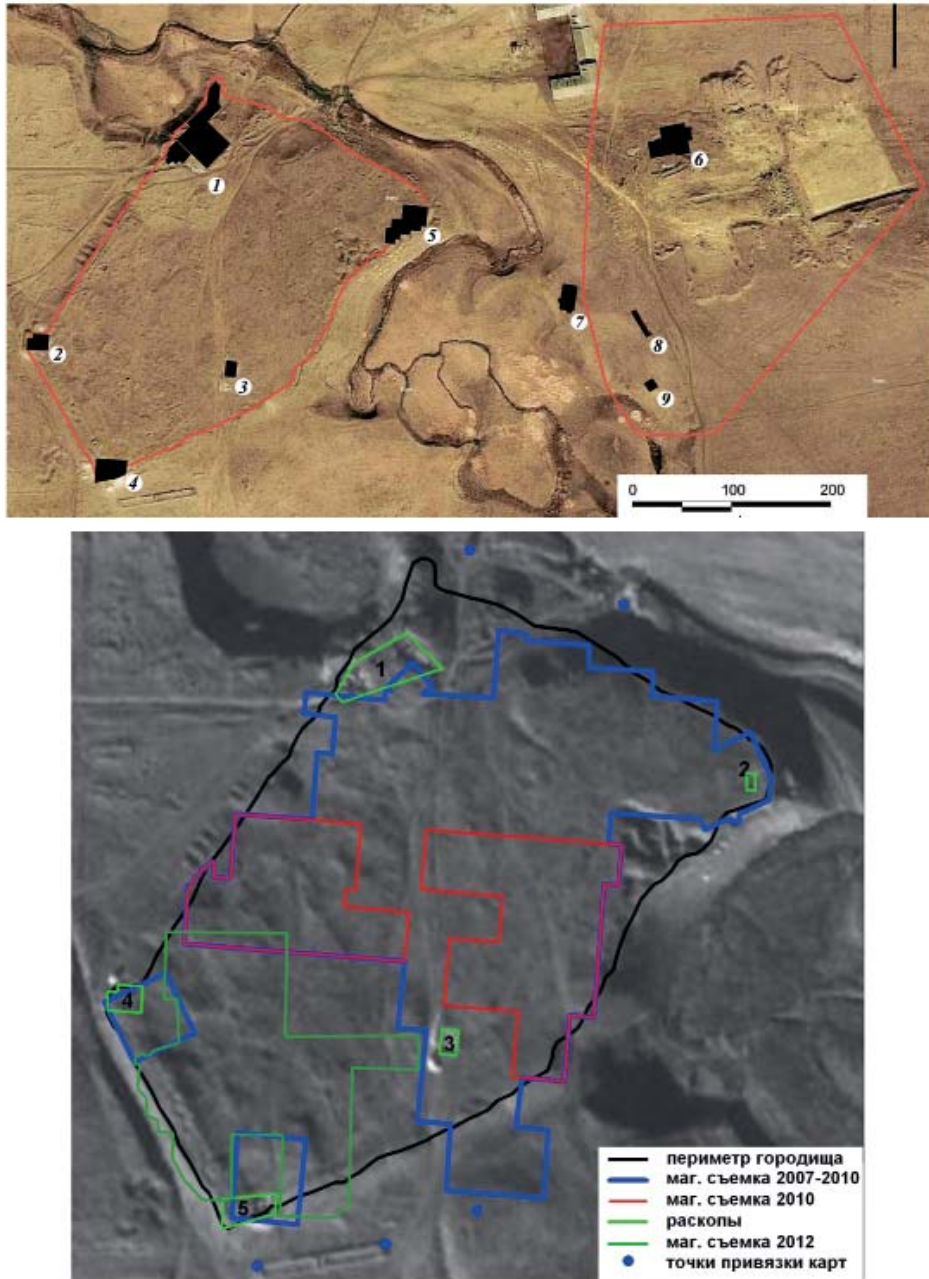 1
6
5
7
2
8
3
9
4
0 100 200
1
2
4
3
5
периметр городища
маг. съемка 2007-2010
маг. съемка 2010
раскопы
маг. съемка 2012
точки привязки карт